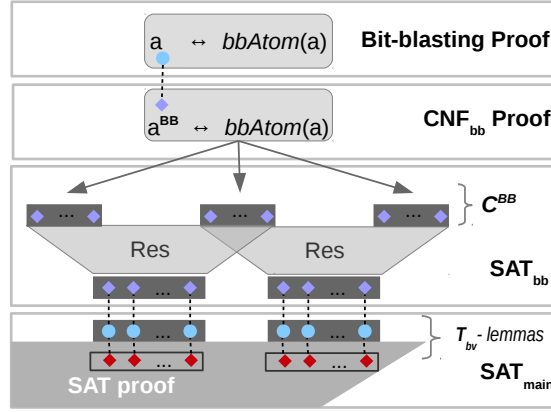 a ↔ bbAtom(a)
Bit-blasting Proof
a^BB ↔ bbAtom(a)
CNF_bb Proof
... ... ...
C^BB
Res Res
SAT_bb
... ...
... ...
T_bv - lemmas
... ...
SAT proof
SAT_main